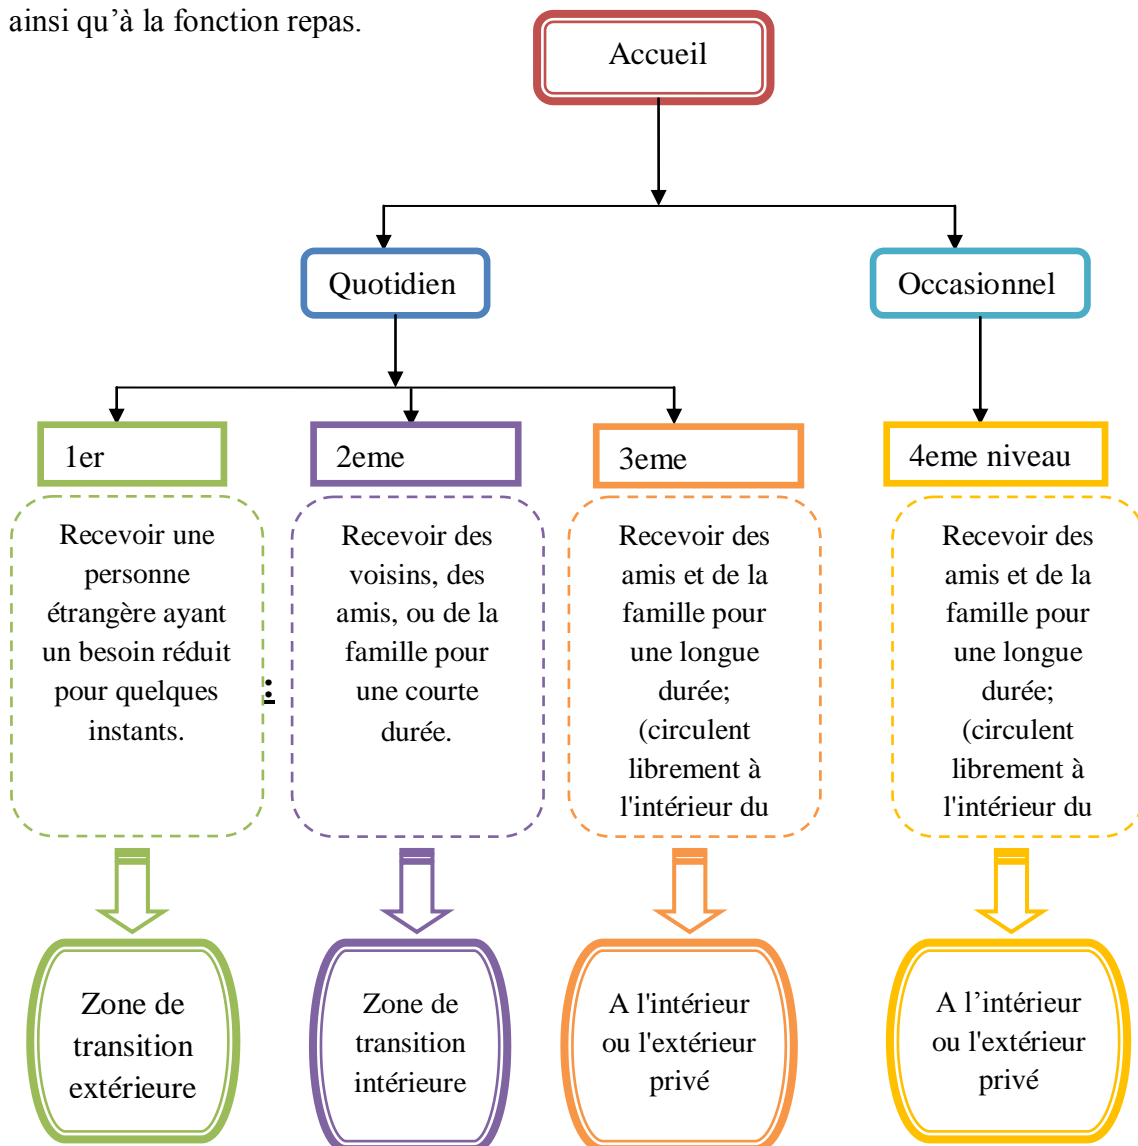 ainsi qu’à la fonction repas.
Accueil
Quotidien
Occasionnel
1er
2eme
3eme
4eme niveau
Recevoir une
personne
étrangère ayant
un besoin réduit
pour quelques
instants.
:
Recevoir des
voisins, des
amis, ou de la
famille pour
une courte
durée.
Recevoir des
amis et de la
famille pour
une longue
durée;
(circulent
librement à
l'intérieur du
Recevoir des
amis et de la
famille pour
une longue
durée;
(circulent
librement à
l'intérieur du
Zone de
transition
extérieure
Zone de
transition
intérieure
A l'intérieur
ou l'extérieur
privé
A l’intérieur
ou l'extérieur
privé